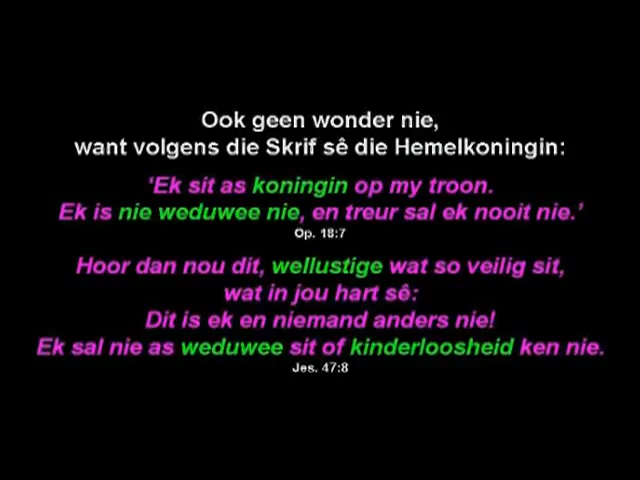 Ook geen wonder nie,
want volgens die Skrif sê die Hemelkoningin:
‘Ek sit as koningin op my troon.
Ek is nie weduwee nie, en treur sal ek nooit nie.’
Op. 18:7
Hoor dan nou dit, wellustige wat so veilig sit,
wat in jou hart sê:
Dit is ek en niemand anders nie!
Ek sal nie as weduwee sit of kinderloosheid ken nie.
Jes. 47:8